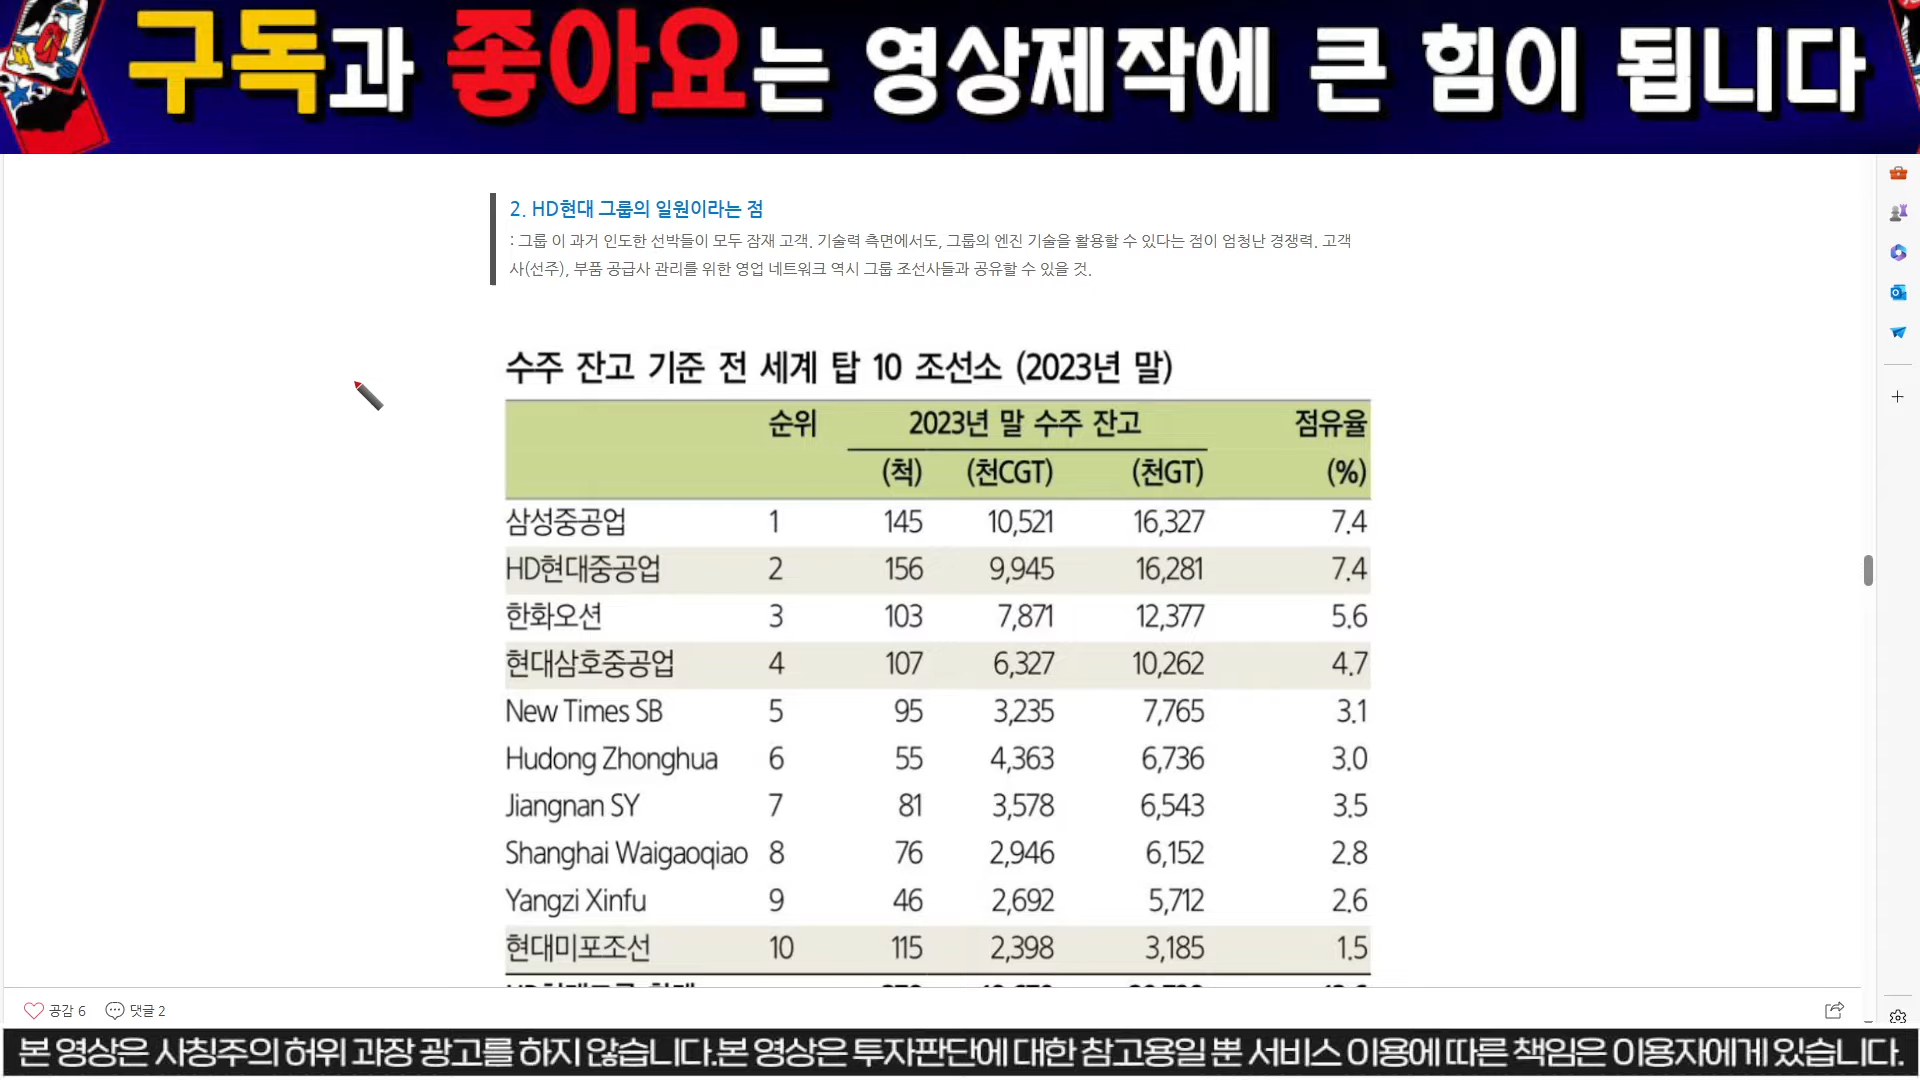 구독과 좋아요는 영상제작에 큰 힘이 됩니다
2. HD현대 그룹의 일원이라는 점
: 그룹 이 과거 인도한 선박들이 모두 잠재 고객. 기술력 측면에서도, 그룹의 엔진 기술을 활용할 수 있다는 점이 엄청난 경쟁력. 고객
사(선주), 부품 공급사 관리를 위한 영업 네트워크 역시 그룹 조선사들과 공유할 수 있을 것.
수주 잔고 기준 전 세계 탑 10 조선소 (2023년 말)
순위 2023년 말 수주 잔고 점유율
(척) (천CGT) (천GT) (%)
삼성중공업 1 145 10,521 16,327 7.4
HD현대중공업 2 156 9,945 16,281 7.4
한화오션 3 103 7,871 12,377 5.6
현대삼호중공업 4 107 6,327 10,262 4.7
New Times SB 5 95 3,235 7,765 3.1
Hudong Zhonghua 6 55 4,363 6,736 3.0
Jiangnan SY 7 81 3,578 6,543 3.5
Shanghai Waigaoqiao 8 76 2,946 6,152 2.8
Yangzi Xinfu 9 46 2,692 5,712 2.6
현대미포조선 10 115 2,398 3,185 1.5
공감 6 댓글 2
본 영상은 사칭주의 허위 과장 광고를 하지 않습니다.본 영상은 투자판단에 대한 참고용일 뿐 서비스 이용에 따른 책임은 이용자에게 있습니다.